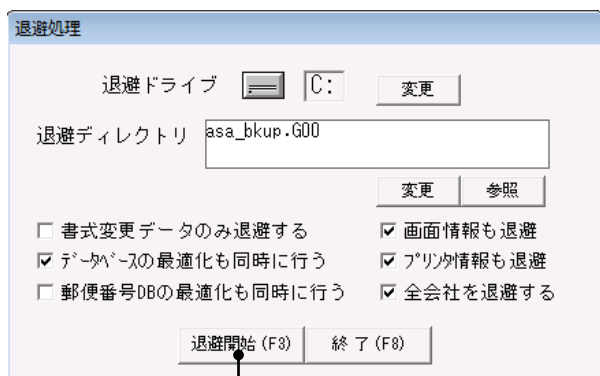 退避処理
退避ドライブ C: 変更
退避ディレクトリ asa_bkup.G00
変更 参照
書式変更データのみ退避する 画面情報も退避
ﾃﾞｰﾀﾍﾞｰｽの最適化も同時に行う ﾌﾟﾘﾝﾀ情報も退避
郵便番号DBの最適化も同時に行う 全会社を退避する
退避開始(F3) 終了(F8)